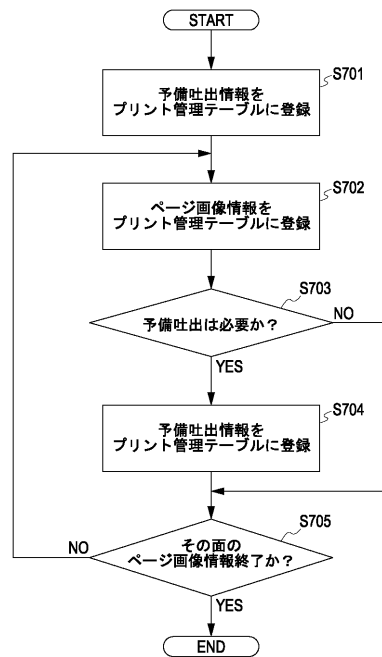 START
S701
予備吐出情報を
プリント管理テーブルに登録
S702
ページ画像情報を
プリント管理テーブルに登録
S703
予備吐出は必要か？
NO
YES
S704
予備吐出情報を
プリント管理テーブルに登録
S705
その面の
ページ画像情報終了か？
NO
YES
END